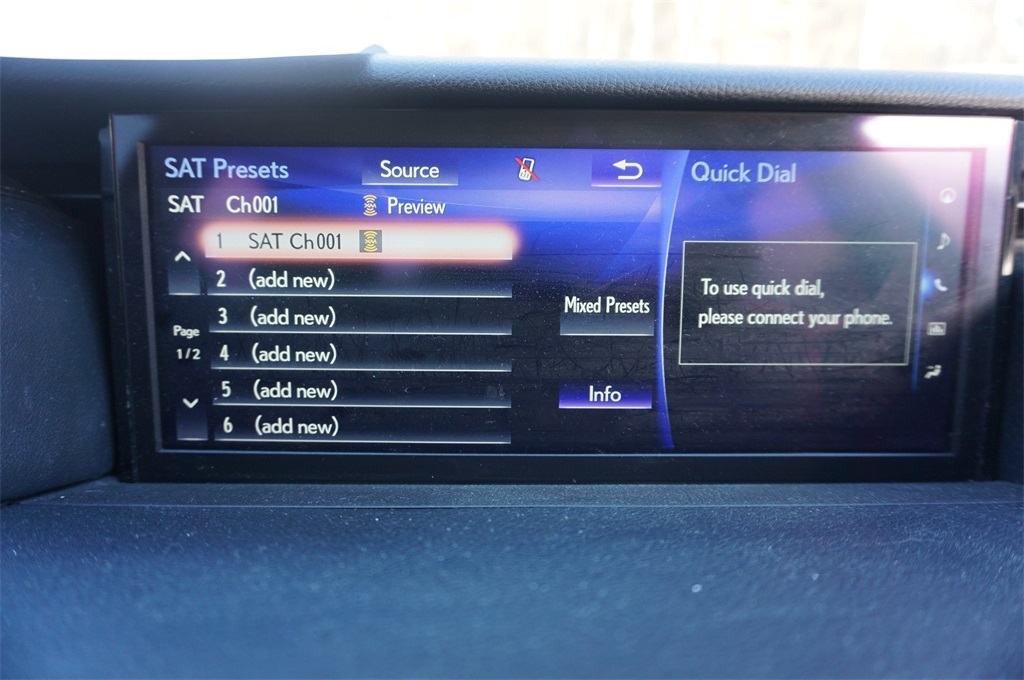 SAT Presets
Source
Quick Dial
SAT Ch001
Preview
1 SAT Ch001
2 (add new)
3 (add new)
4 (add new)
5 (add new)
6 (add new)
Page
1/2
Mixed Presets
Info
To use quick dial,
please connect your phone.